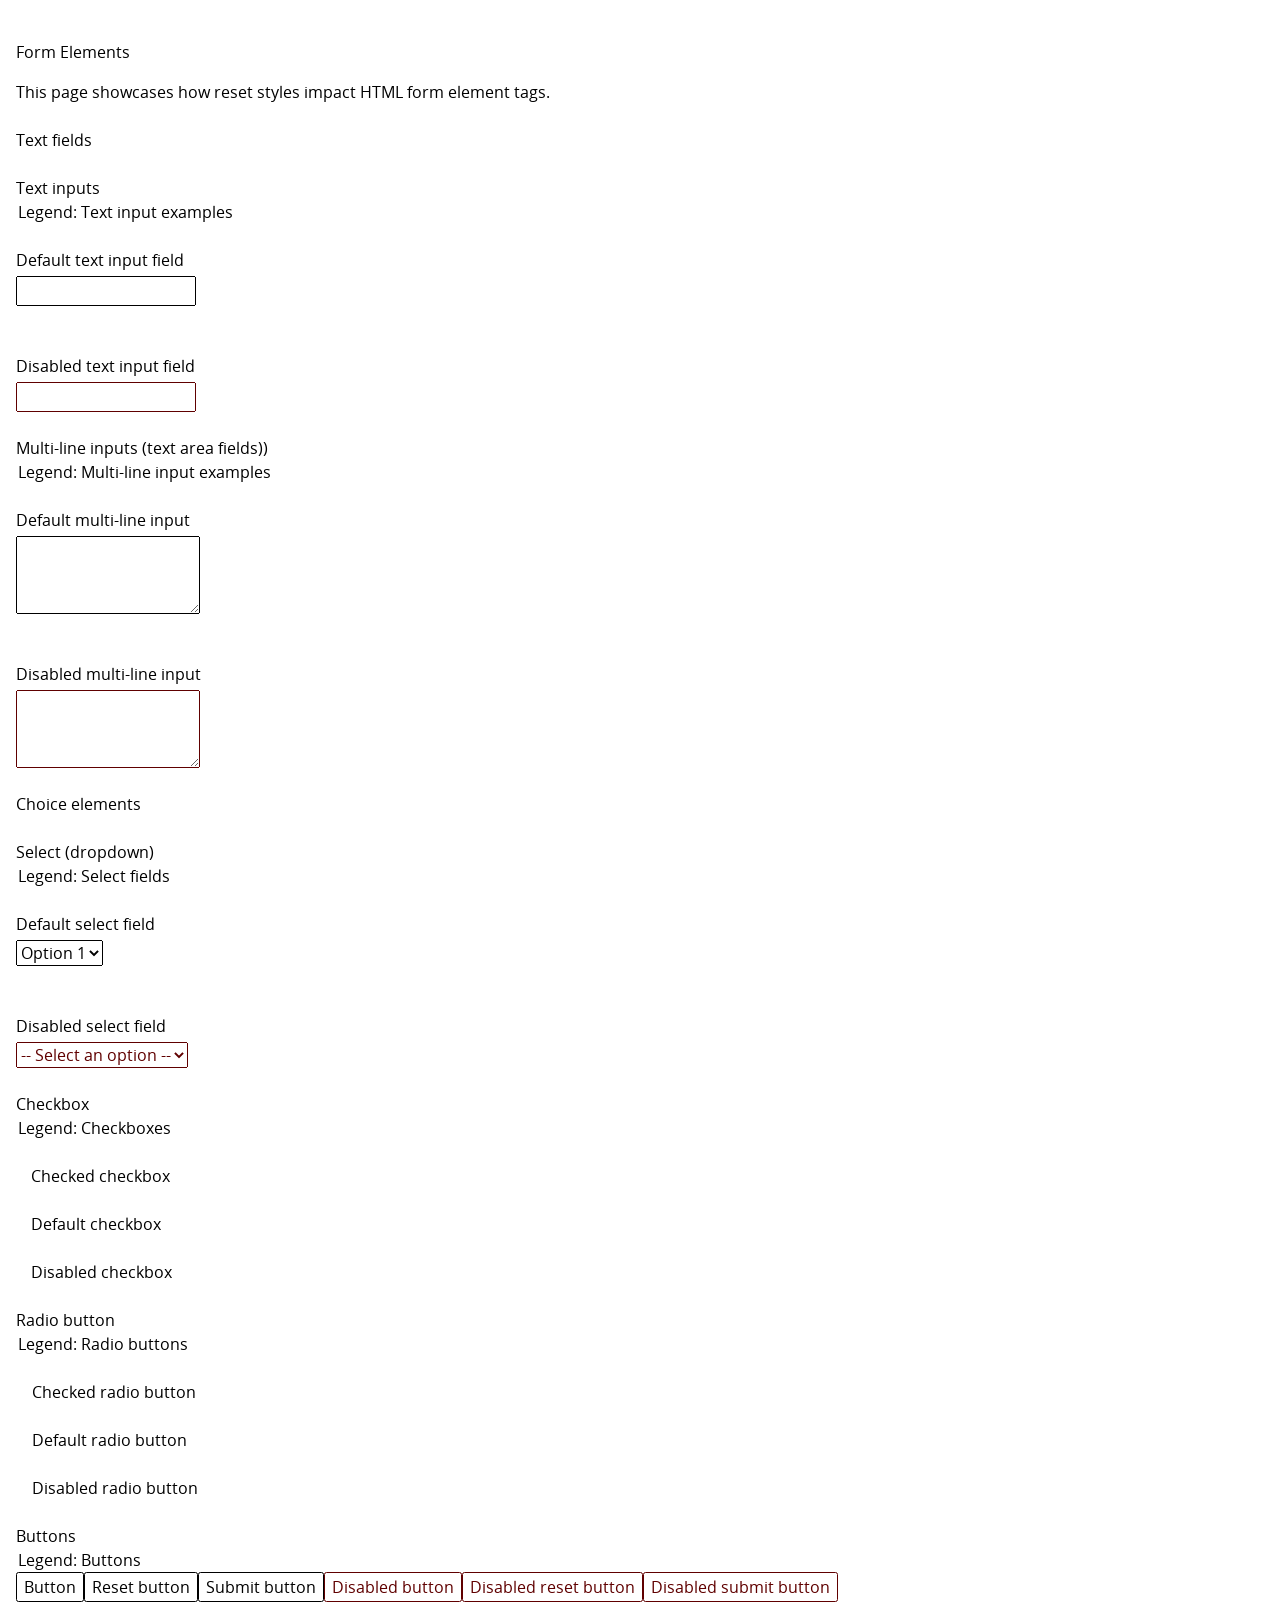 Form Elements
This page showcases how reset styles impact HTML form element tags.
Text fields
Text inputs
Legend: Text input examples
Default text input field
Disabled text input field
Multi-line inputs (text area fields))
Legend: Multi-line input examples
Default multi-line input
Disabled multi-line input
Choice elements
Select (dropdown)
Legend: Select fields
Default select field
Option 1
Disabled select field
-- Select an option --
Checkbox
Legend: Checkboxes
Checked checkbox
Default checkbox
Disabled checkbox
Radio button
Legend: Radio buttons
Checked radio button
Default radio button
Disabled radio button
Buttons
Legend: Buttons
Button Reset button Submit button Disabled button Disabled reset button Disabled submit button